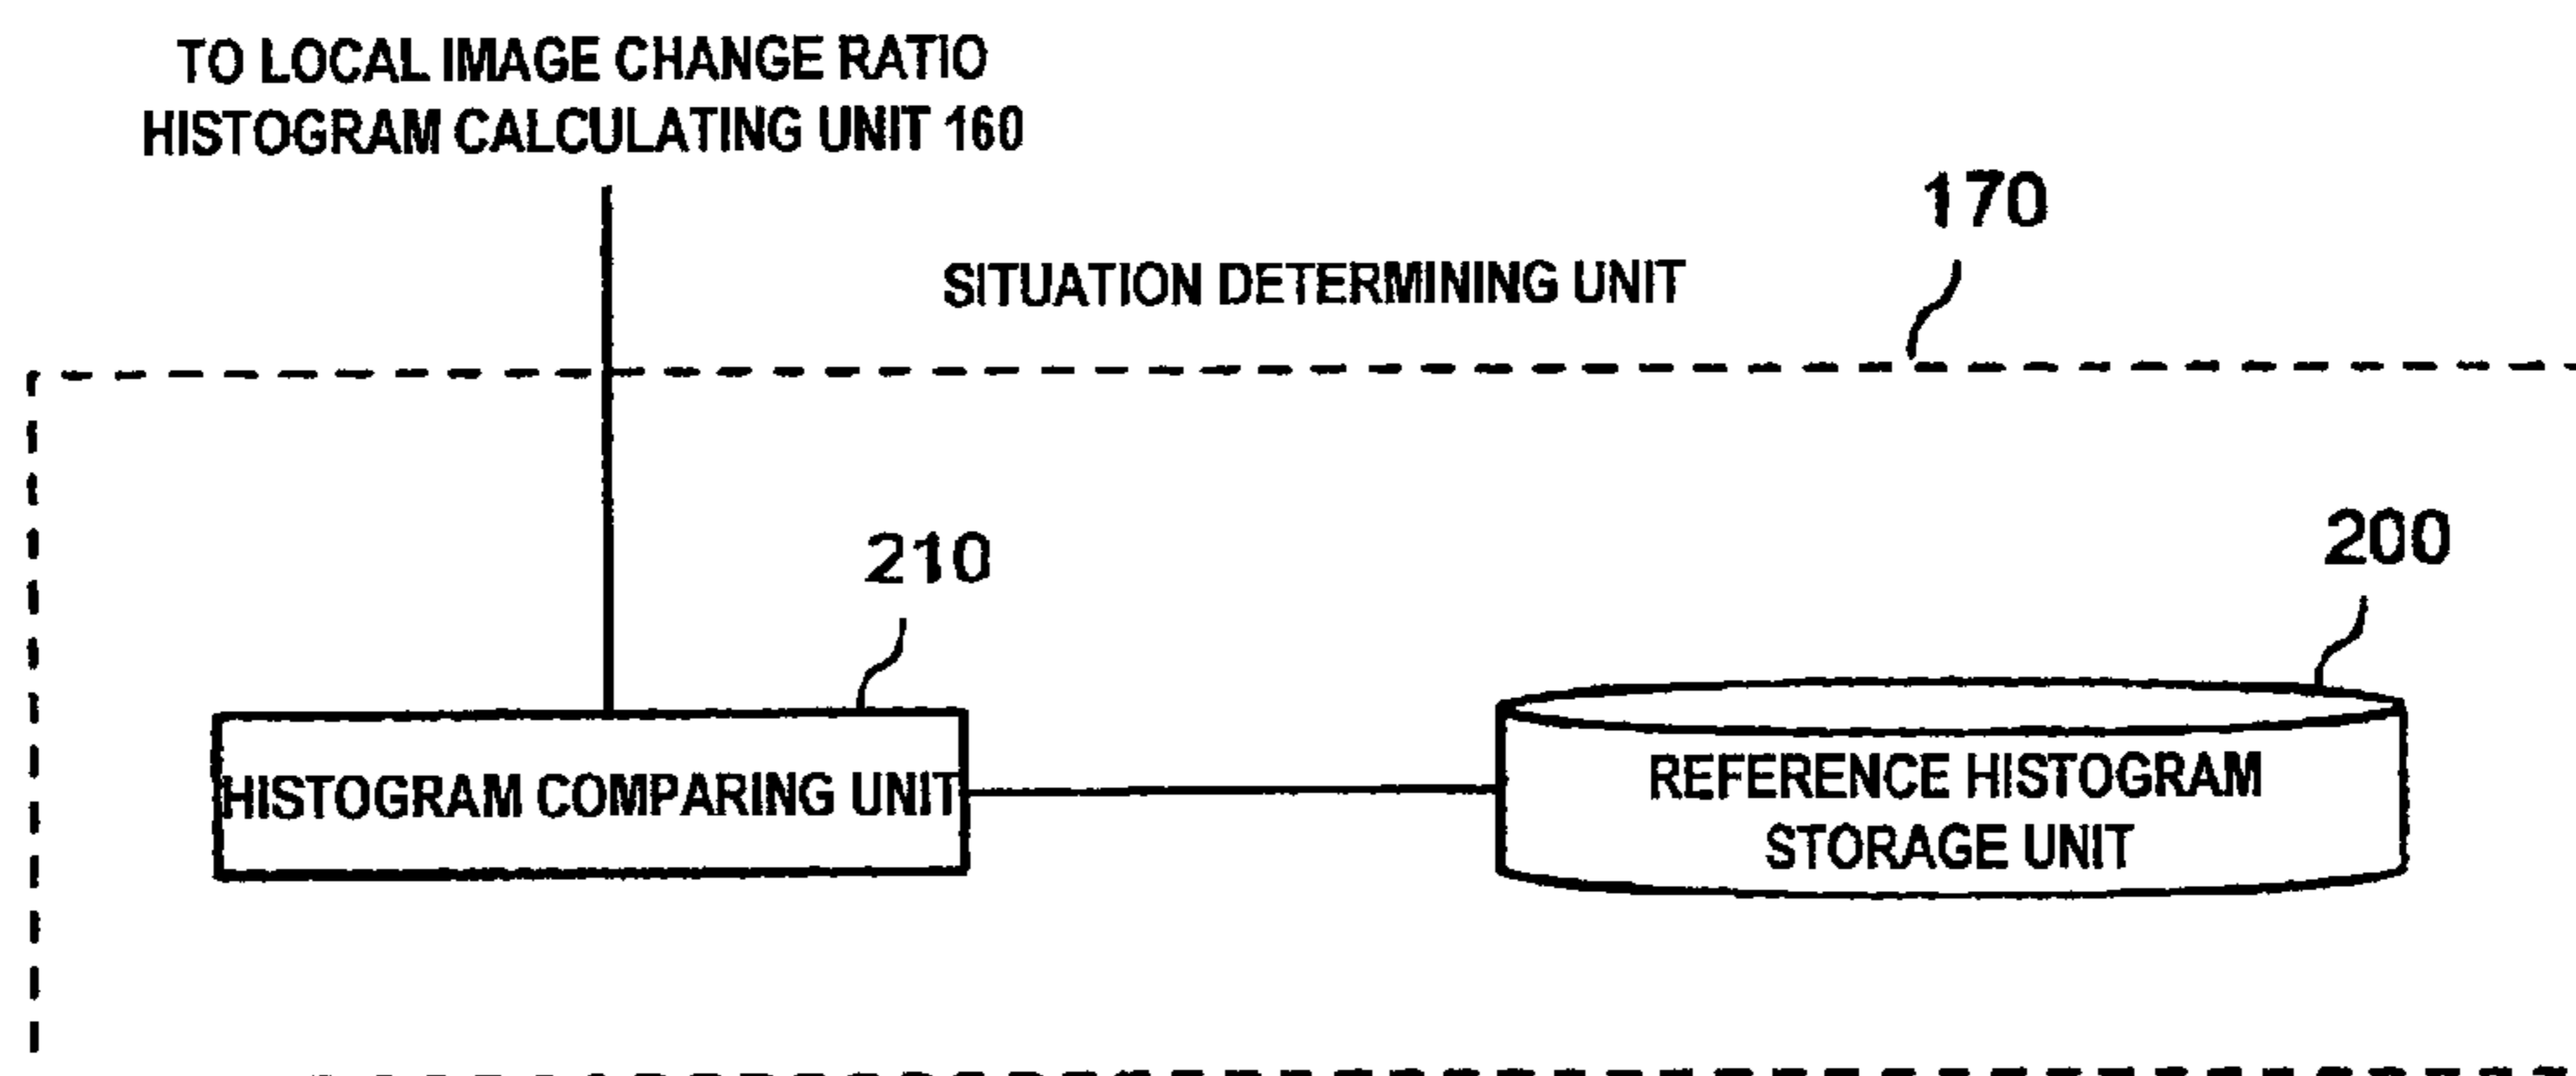 TO LOCAL IMAGE CHANGE RATIO
HISTOGRAM CALCULATING UNIT 160
170
SITUATION DETERMINING UNIT
210
200
HISTOGRAM COMPARING UNIT
REFERENCE HISTOGRAM
STORAGE UNIT